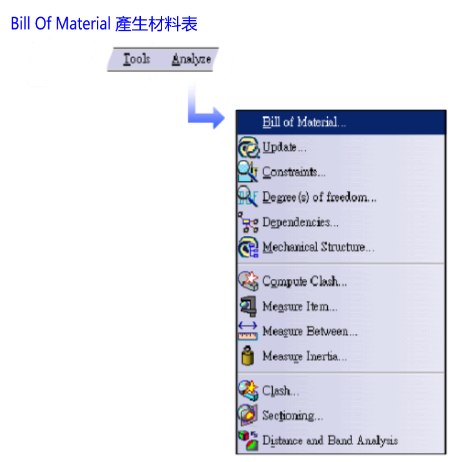 Bill Of Material 產生材料表
Tools Analyze
Bill of Material...
Update...
Constraints...
Degree(s) of freedom...
Dependencies...
Mechanical Structure...
Compute Clash...
Measure Item...
Measure Between...
Measure Inertia...
Clash...
Sectioning...
Distance and Band Analysis